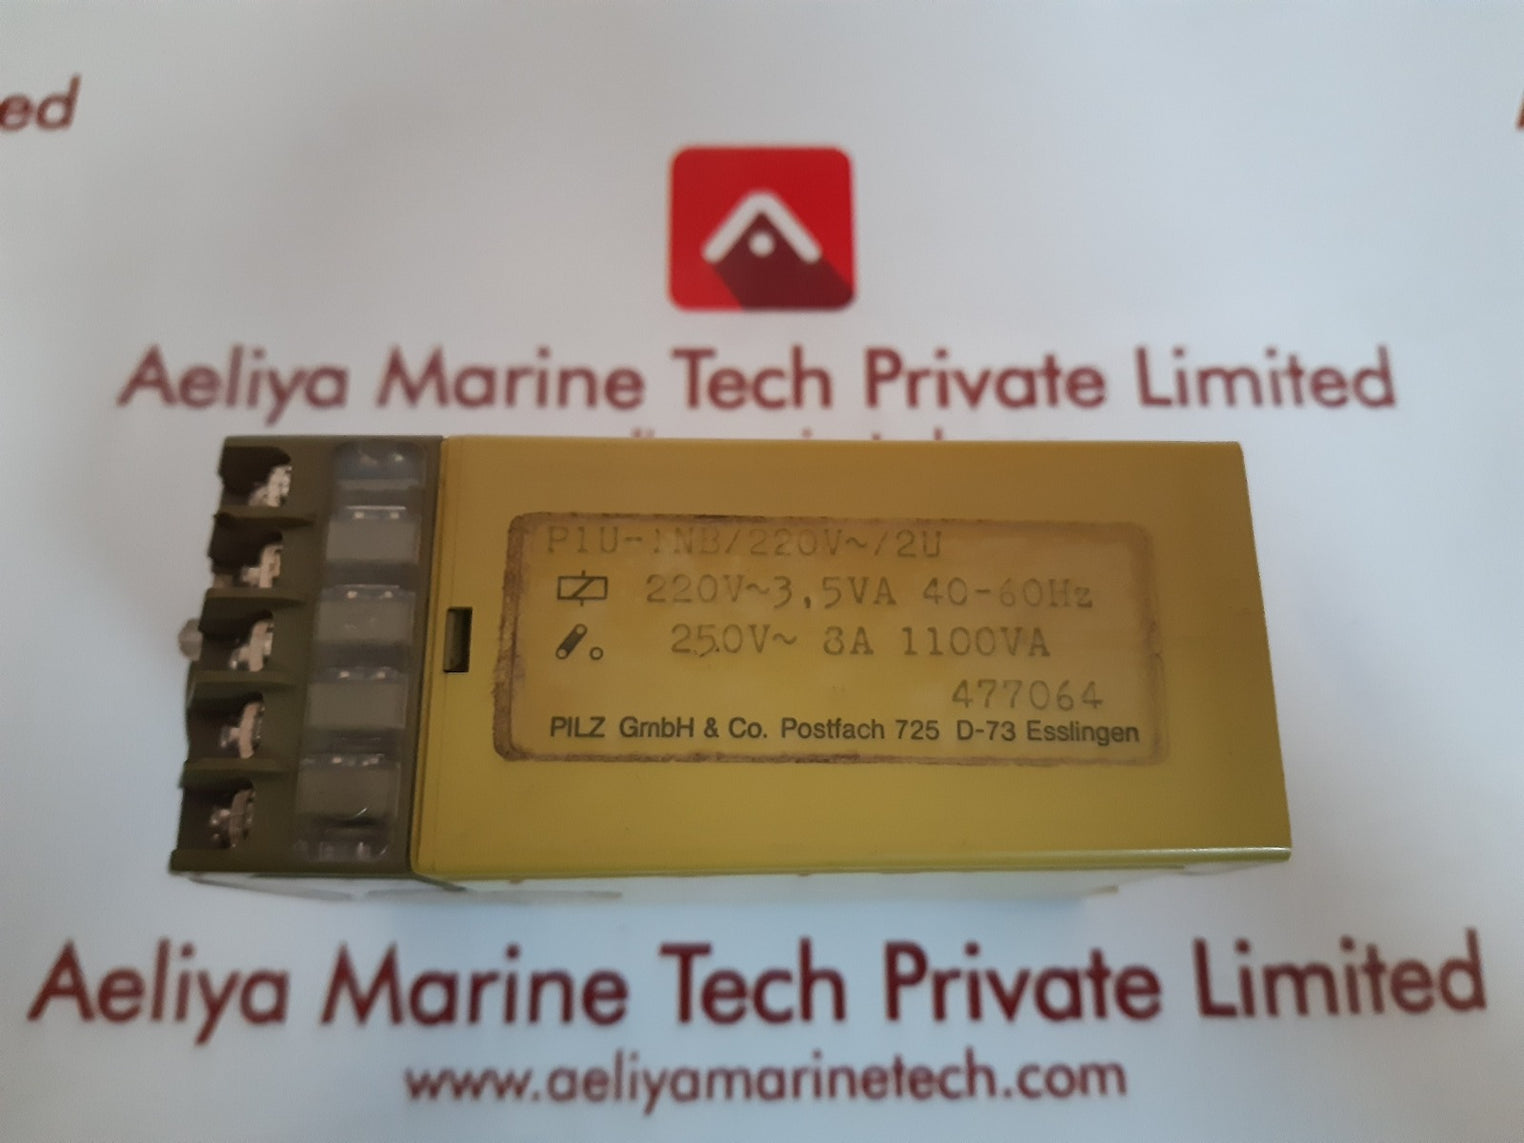 ed
Aeliya Marine Tech Private Limited
P1U-1NB/220V~/2U
220V~3,5VA 40-60Hz
250V~ 8A 1100VA
477064
PILZ GmbH & Co. Postfach 725 D-73 Esslingen
Aeliya Marine Tech Private Limited
www.aeliyamarinetech.com